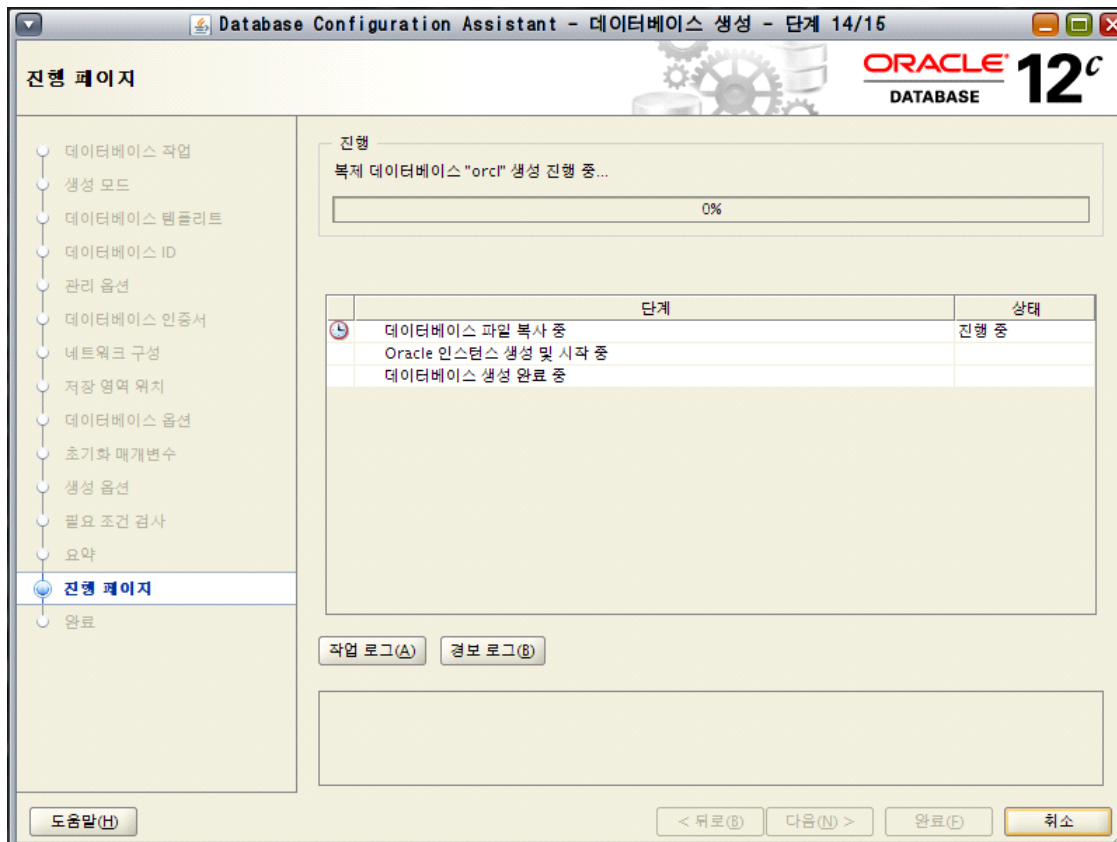 Database Configuration Assistant - 데이터베이스 생성 - 단계 14/15
진행 페이지
ORACLE
DATABASE
12c
데이터베이스 작업
생성 모드
데이터베이스 템플리트
데이터베이스 ID
관리 옵션
데이터베이스 인증서
네트워크 구성
저장 영역 위치
데이터베이스 옵션
초기화 매개변수
생성 옵션
필요 조건 검사
요약
진행 페이지
완료
진행
복제 데이터베이스 "orcl" 생성 진행 중...
0%
단계 상태
데이터베이스 파일 복사 중 진행 중
Oracle 인스턴스 생성 및 시작 중
데이터베이스 생성 완료 중
작업 로그(A) 경보 로그(B)
도움말(H) < 뒤로(B) 다음(N) > 완료(F) 취소